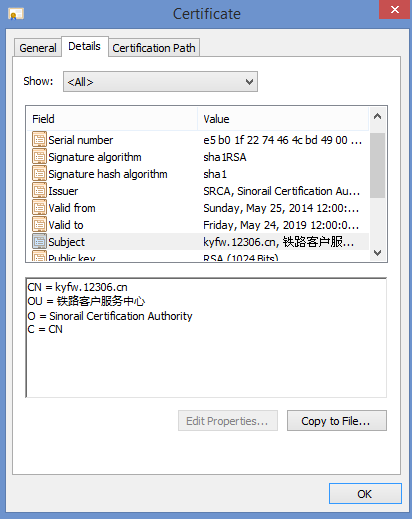 Certificate
General
Details
Certification Path
Show:
<All>
Field
Value
Serial number
e5 b0 1f 22 74 46 4c bd 49 00 ...
Signature algorithm
sha1RSA
Signature hash algorithm
sha1
Issuer
SRCA, Sinorail Certification Au...
Valid from
Sunday, May 25, 2014 12:00:...
Valid to
Friday, May 24, 2019 12:00:0...
Subject
kyfw.12306.cn, 铁路客户服...
Public key
RSA (1024 Bits)
CN = kyfw.12306.cn
OU = 铁路客户服务中心
O = Sinorail Certification Authority
C = CN
Edit Properties...
Copy to File...
OK